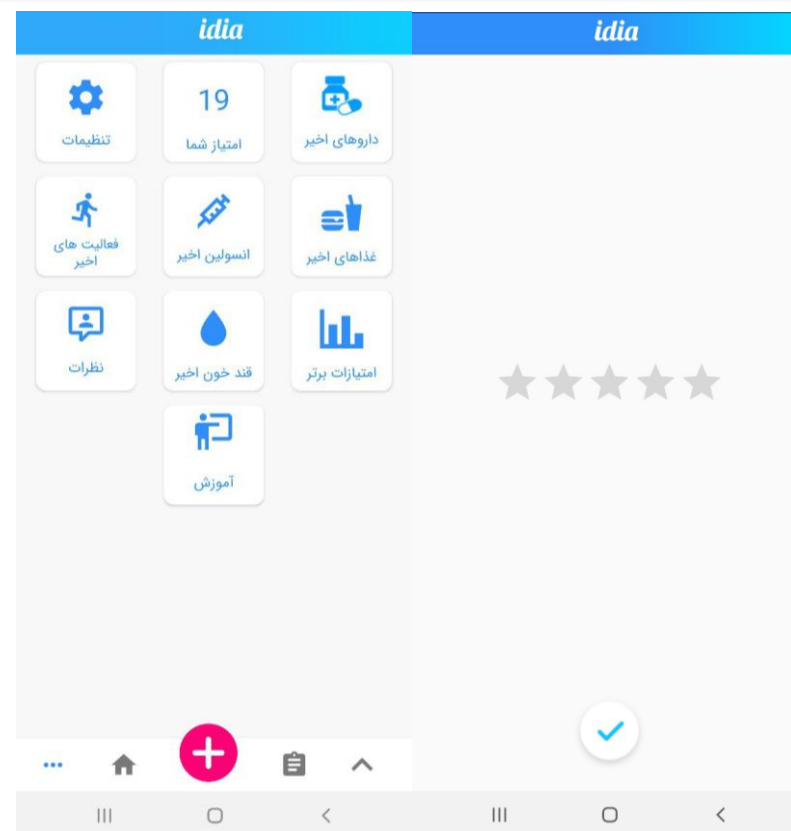 idia
داروهای اخیر
19
امتیاز شما
تنظیمات
غذاهای اخیر
انسولین اخیر
فعالیت های
اخیر
امتیازات برتر
قند خون اخیر
نظرات
آموزش
idia